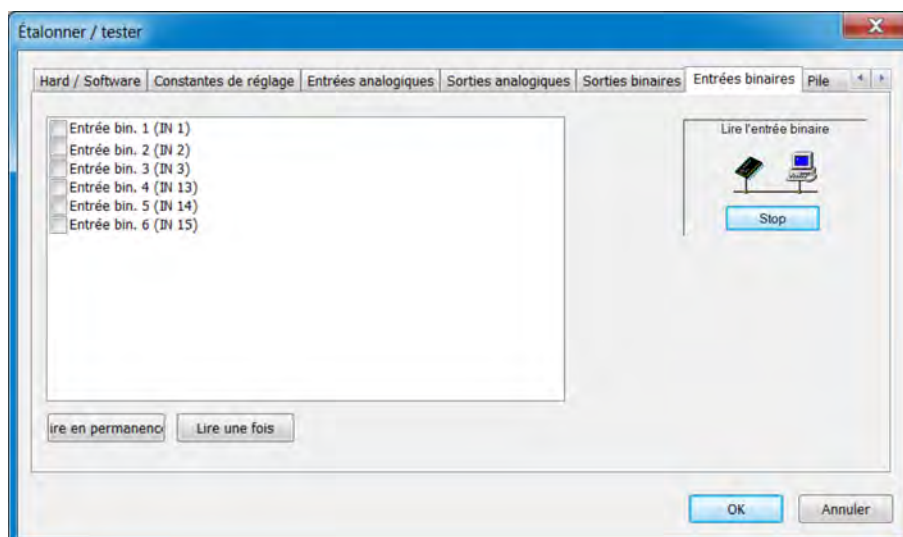 Étalonner / tester
Hard / Software Constantes de réglage Entrées analogiques Sorties analogiques Sorties binaires Entrées binaires Pile
Entrée bin. 1 (IN 1)
Entrée bin. 2 (IN 2)
Entrée bin. 3 (IN 3)
Entrée bin. 4 (IN 13)
Entrée bin. 5 (IN 14)
Entrée bin. 6 (IN 15)
Lire l'entrée binaire
Stop
ire en permanenc Lire une fois
OK Annuler